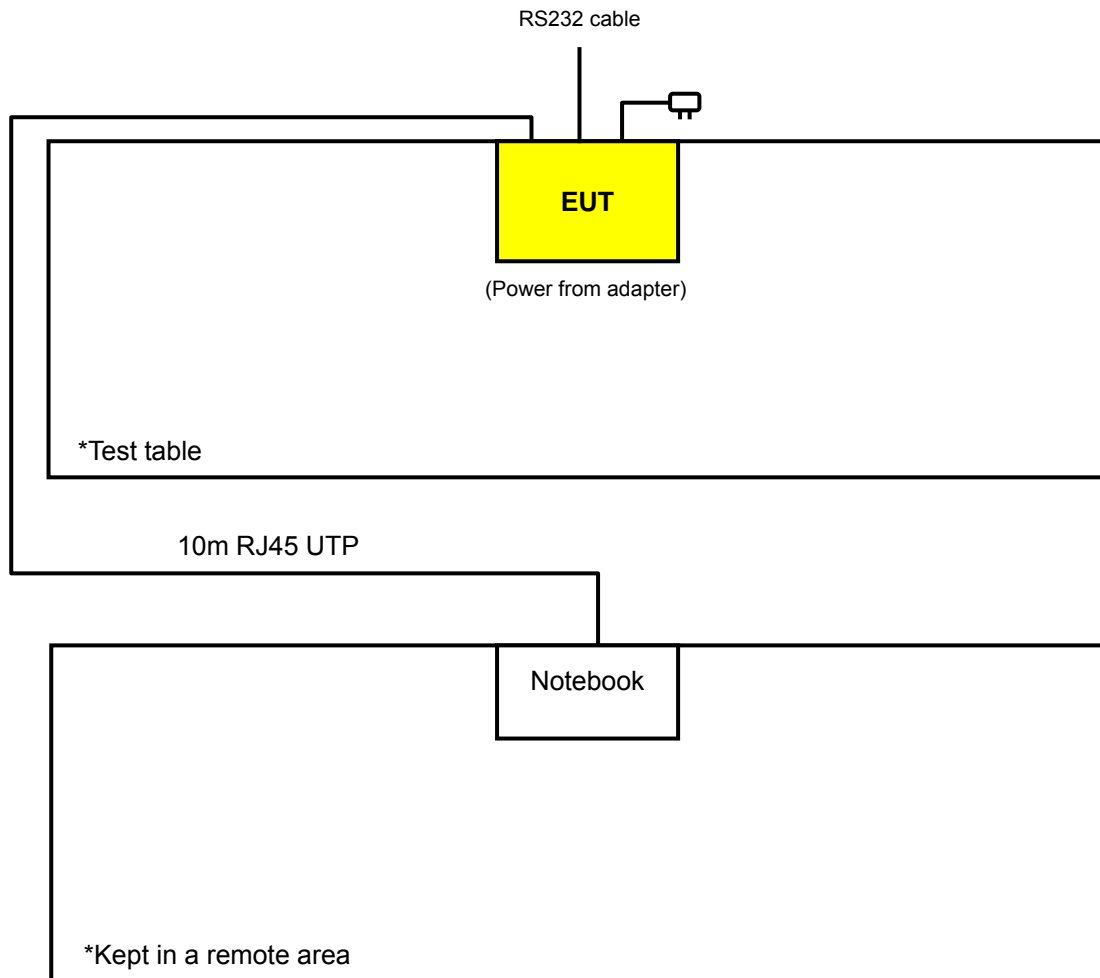 RS232 cable
EUT
(Power from adapter)
*Test table
10m RJ45 UTP
Notebook
*Kept in a remote area